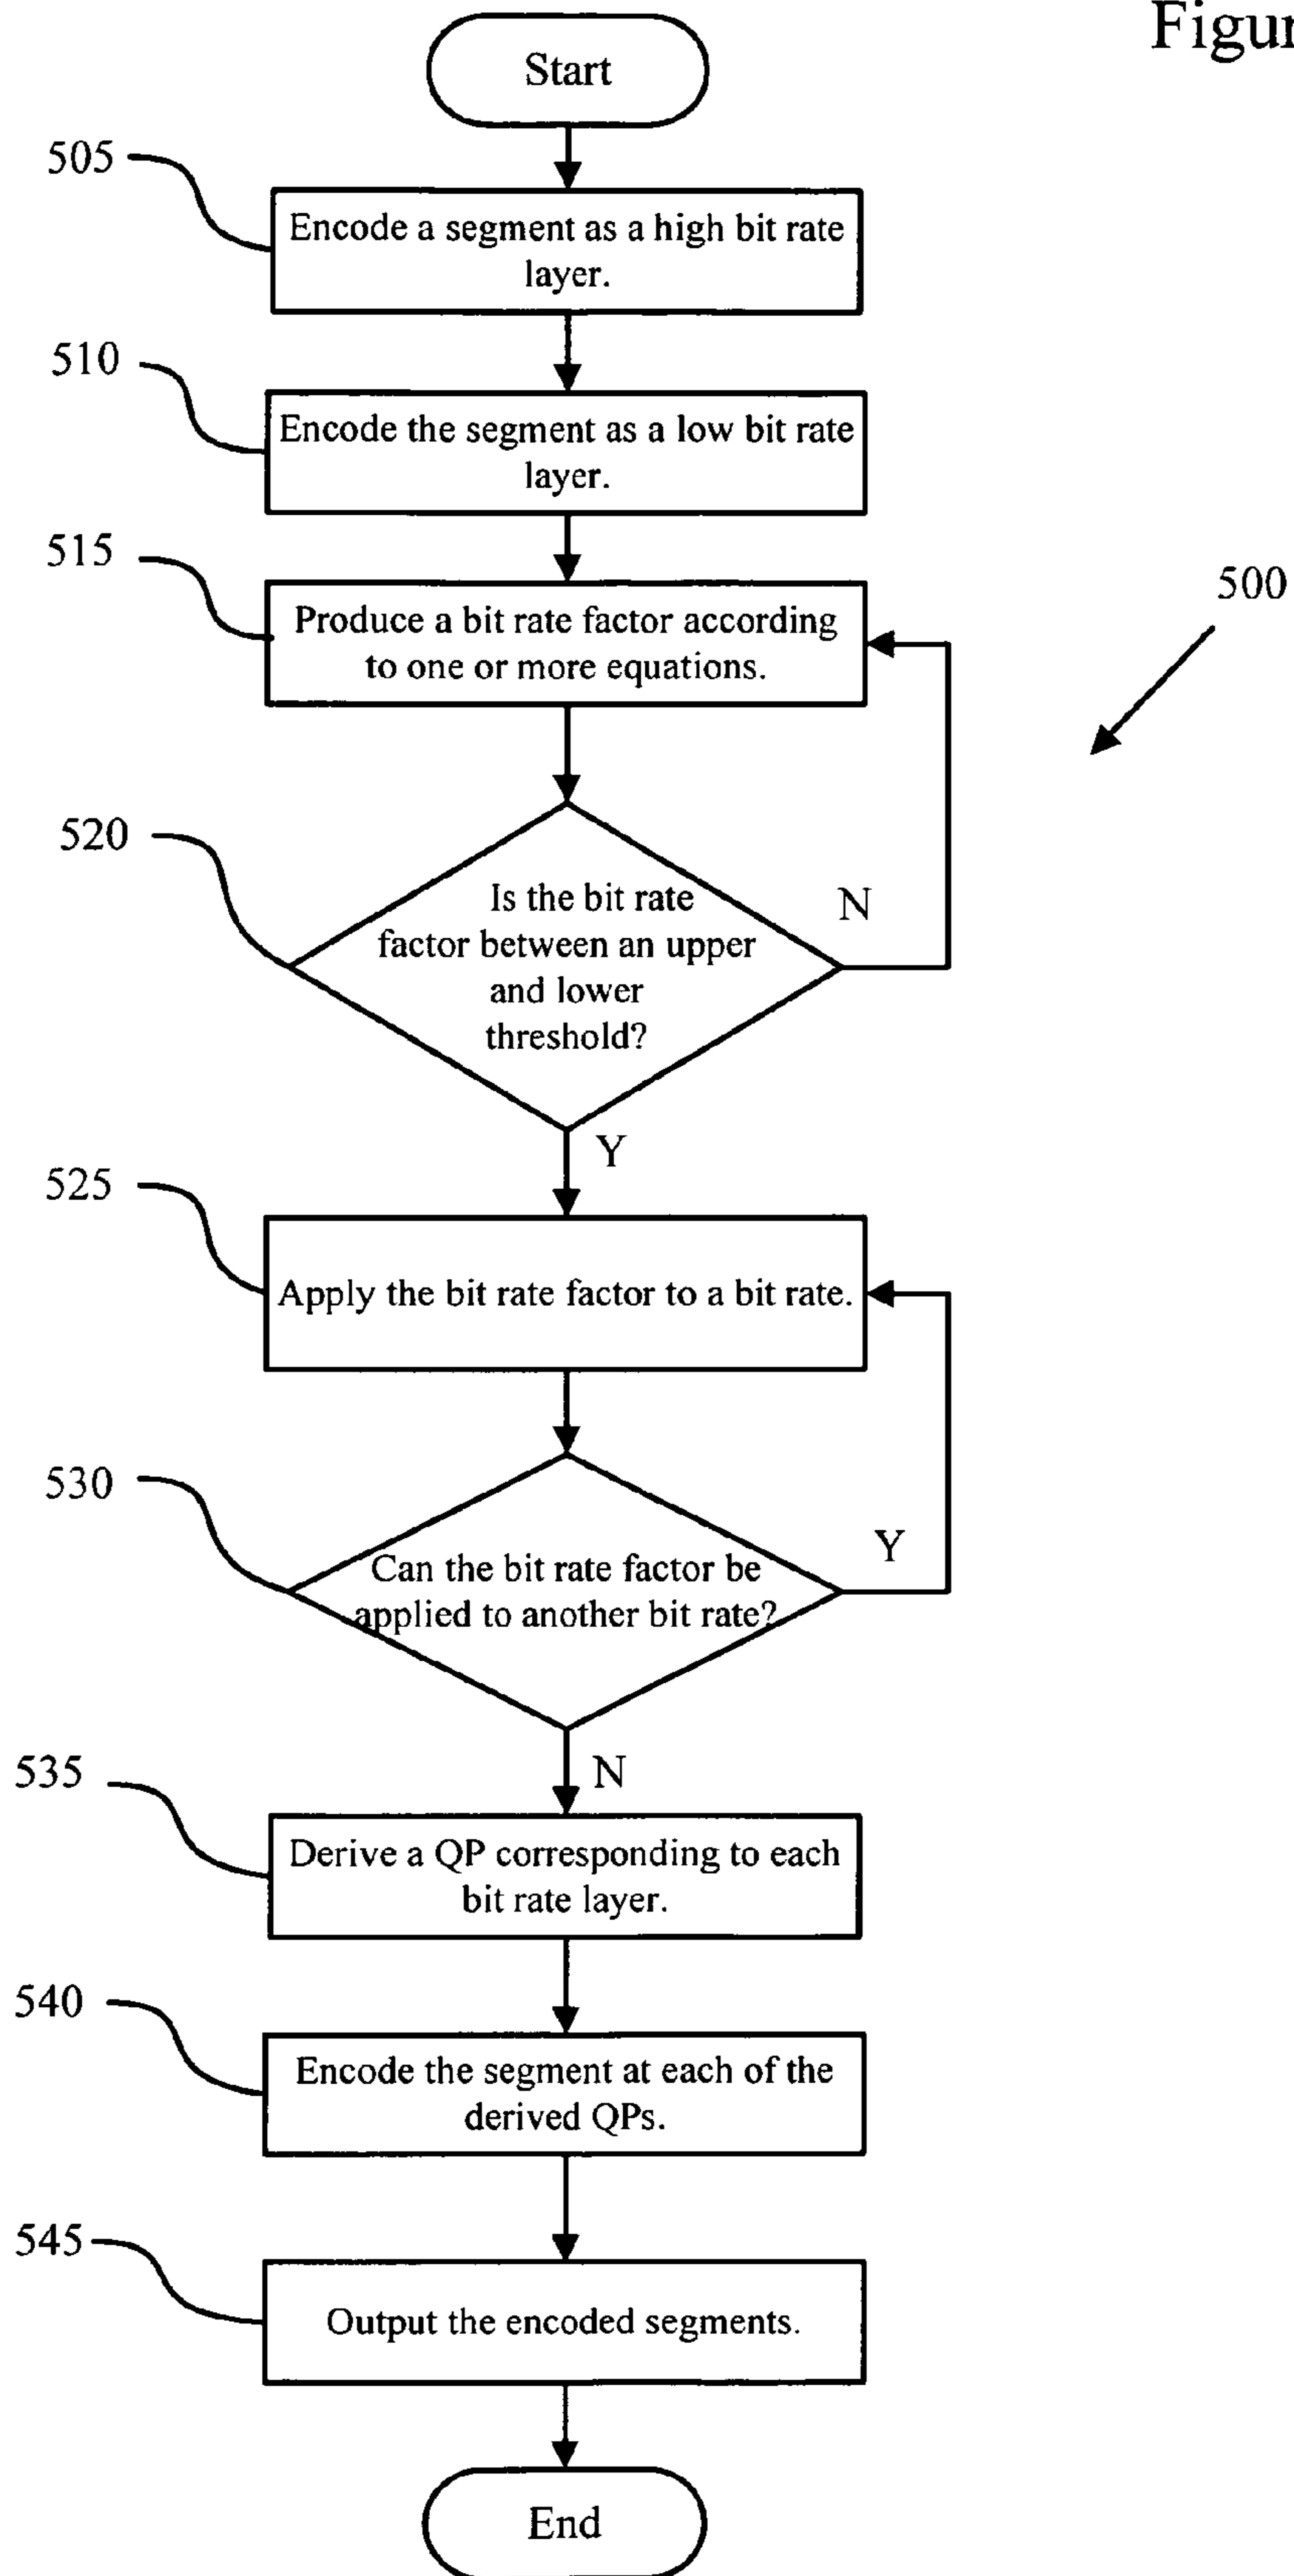 Figur
Start
505
Encode a segment as a high bit rate
layer.
510
Encode the segment as a low bit rate
layer.
515
Produce a bit rate factor according
to one or more equations.
500
520
Is the bit rate
factor between an upper
and lower
threshold?
N
Y
525
Apply the bit rate factor to a bit rate.
530
Can the bit rate factor be
applied to another bit rate?
Y
N
535
Derive a QP corresponding to each
bit rate layer.
540
Encode the segment at each of the
derived QPs.
545
Output the encoded segments.
End